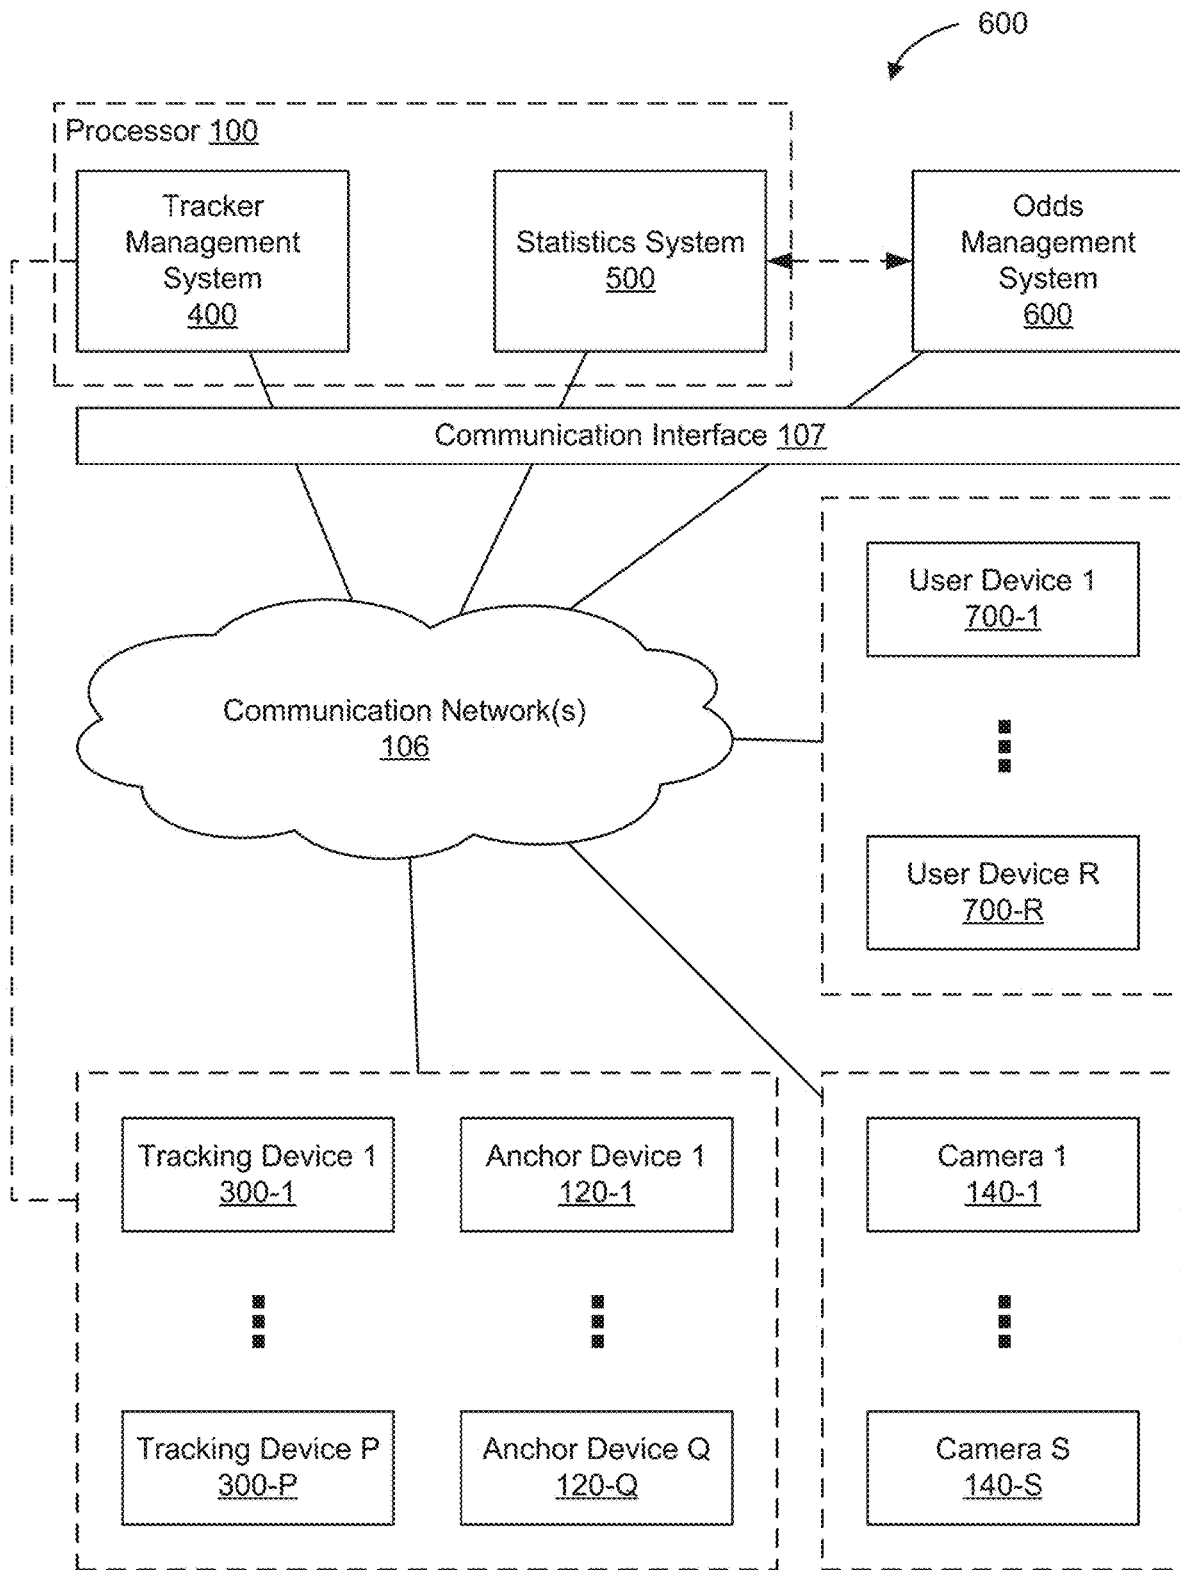 600
Processor 100
Tracker
Management
System
400
Statistics System
500
Odds
Management
System
600
Communication Interface 107
User Device 1
700-1
Communication Network(s)
106
User Device R
700-R
Tracking Device 1
300-1
Anchor Device 1
120-1
Camera 1
140-1
Tracking Device P
300-P
Anchor Device Q
120-Q
Camera S
140-S